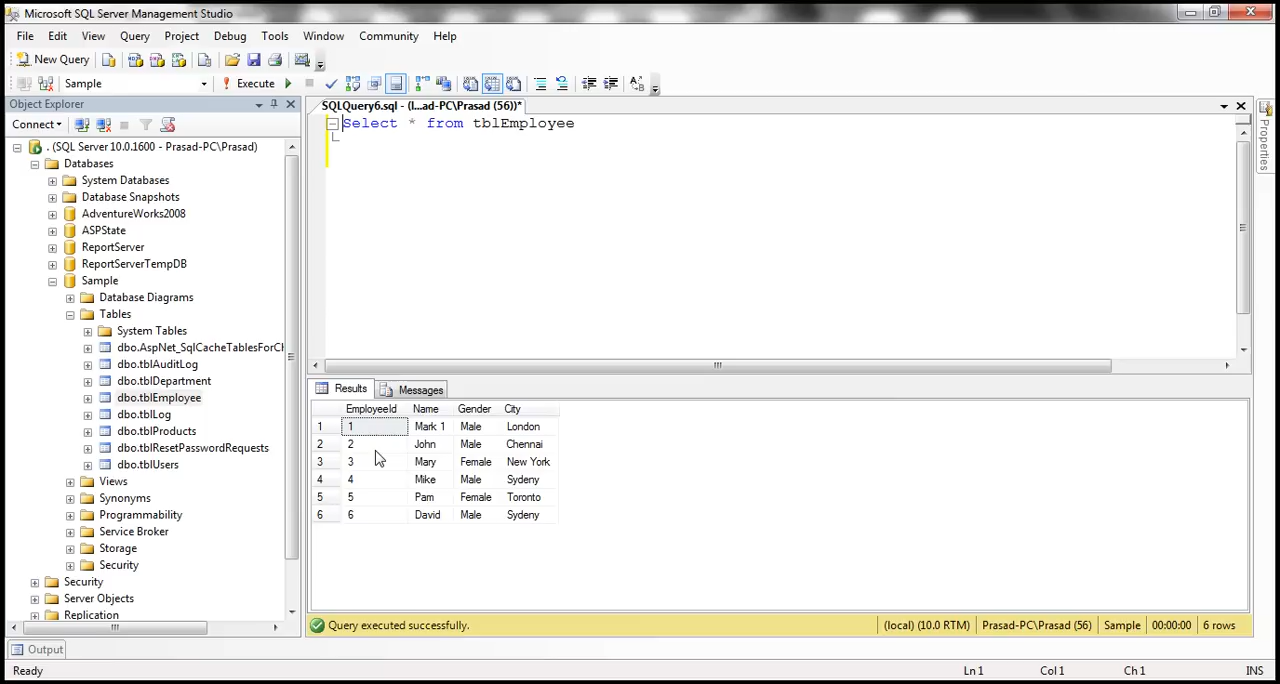 Microsoft SQL Server Management Studio
File Edit View Query Project Debug Tools Window Community Help
New Query
Sample Execute
Object Explorer
SQLQuery6.sql - (l...ad-PC\Prasad (56))*
Connect
Select * from tblEmployee
Properties
. (SQL Server 10.0.1600 - Prasad-PC\Prasad)
Databases
System Databases
Database Snapshots
AdventureWorks2008
ASPState
ReportServer
ReportServerTempDB
Sample
Database Diagrams
Tables
System Tables
dbo.AspNet_SqlCacheTablesForCh
dbo.tblAuditLog
dbo.tblDepartment
dbo.tblEmployee
dbo.tblLog
dbo.tblProducts
dbo.tblResetPasswordRequests
dbo.tblUsers
Views
Synonyms
Programmability
Service Broker
Storage
Security
Security
Server Objects
Replication
Results Messages
EmployeeId Name Gender City
1 1 Mark 1 Male London
2 2 John Male Chennai
3 3 Mary Female New York
4 4 Mike Male Sydeny
5 5 Pam Female Toronto
6 6 David Male Sydeny
Query executed successfully. (local) (10.0 RTM) Prasad-PC\Prasad (56) Sample 00:00:00 6 rows
Output
Ready Ln 1 Col 1 Ch 1 INS